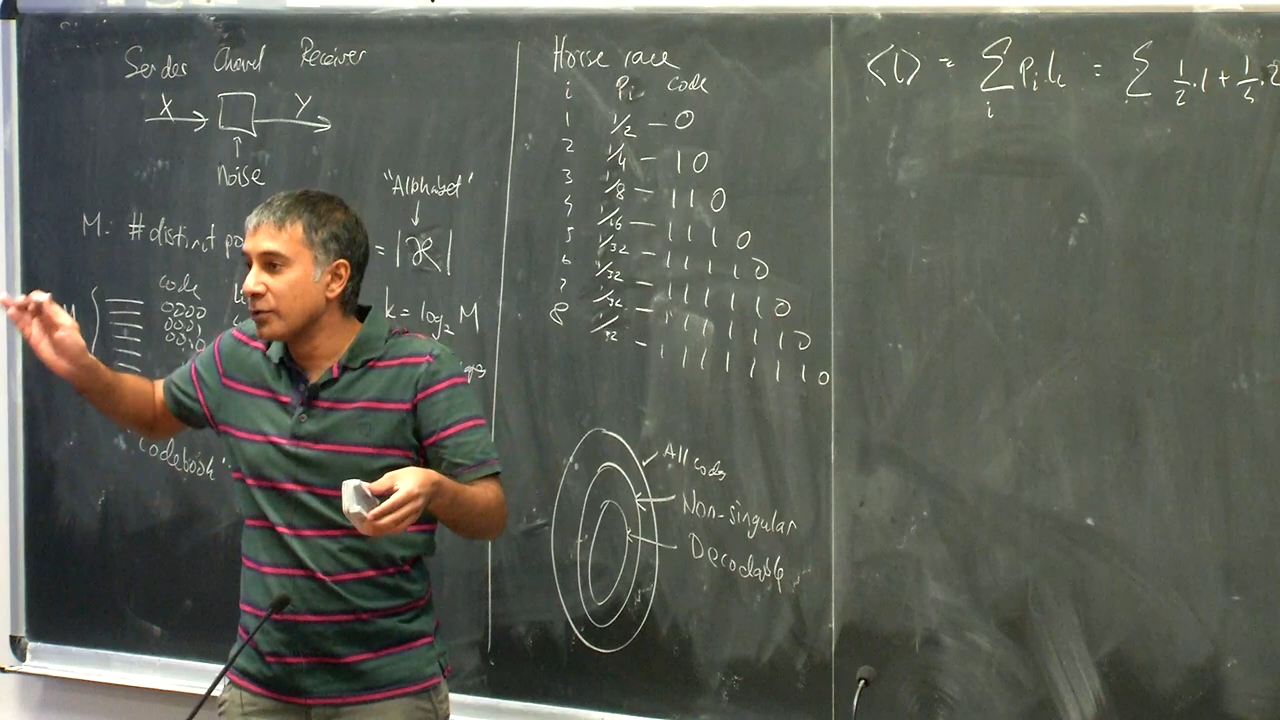 Sender Channel Receiver
X Y
noise
"Alphabet"
M: # distinct = |𝒳|
code
0000
0001
0010
k = log₂ M
Codebook:
Horse race
i Pi code
1 1/2 – 0
2 1/4 – 10
3 1/8 – 110
4 1/16 – 1110
5 1/32 – 11110
6 1/32 – 111110
7 1/32 – 1111110
8 1/32 – 11111110
All codes
Non-singular
Decodable
⟨l⟩ = ∑ᵢ Pi li = ∑ 1/2·1 + 1/4·2